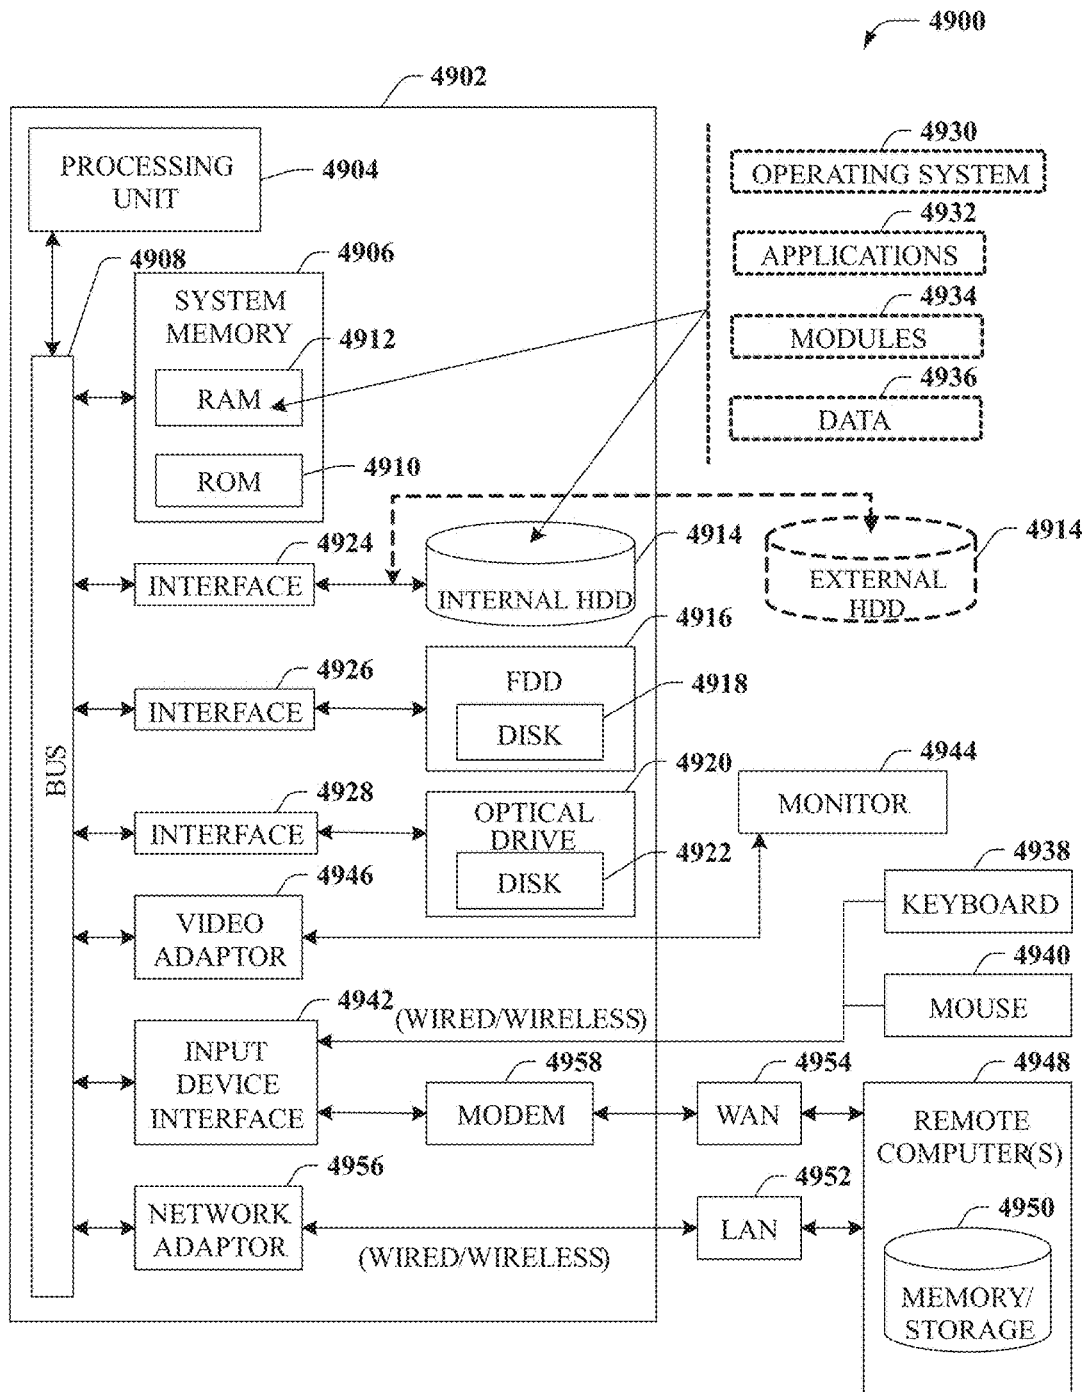 4900
4902
PROCESSING
UNIT
4904
4930
OPERATING SYSTEM
4932
APPLICATIONS
4934
MODULES
4936
DATA
4908
4906
SYSTEM
MEMORY
4912
RAM
4910
ROM
4924
INTERFACE
4914
INTERNAL HDD
4914
EXTERNAL
HDD
4916
FDD
4926
INTERFACE
4918
DISK
BUS
4920
OPTICAL
DRIVE
4928
INTERFACE
4922
DISK
4944
MONITOR
4946
VIDEO
ADAPTOR
4938
KEYBOARD
4940
MOUSE
4942
(WIRED/WIRELESS)
INPUT
DEVICE
INTERFACE
4958
MODEM
4954
WAN
4948
REMOTE
COMPUTER(S)
4956
NETWORK
ADAPTOR
(WIRED/WIRELESS)
4952
LAN
4950
MEMORY/
STORAGE